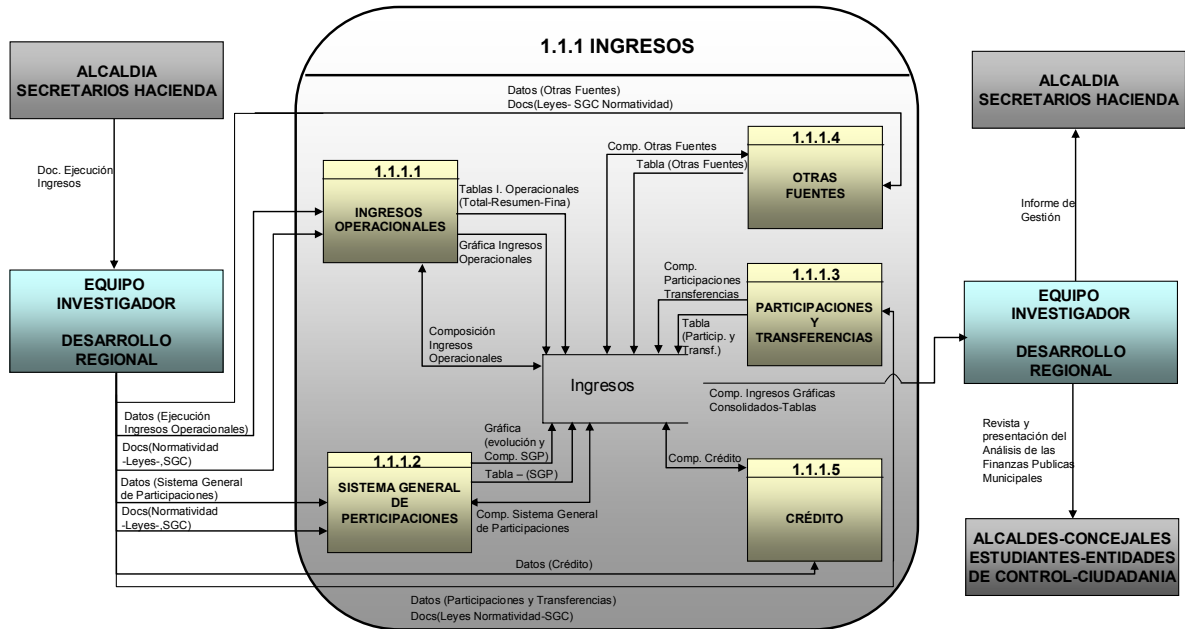 1.1.1 INGRESOS
ALCALDIA
SECRETARIOS HACIENDA
Doc. Ejecución
Ingresos
EQUIPO
INVESTIGADOR
DESARROLLO
REGIONAL
Datos (Ejecución
Ingresos Operacionales)
Docs(Normatividad
-Leyes-,SGC)
Datos (Sistema General
de Participaciones)
Docs(Normatividad
-Leyes-,SGC)
Datos (Otras Fuentes)
Docs(Leyes- SGC Normatividad)
1.1.1.1
INGRESOS
OPERACIONALES
Tablas I. Operacionales
(Total-Resumen-Fina)
Gráfica Ingresos
Operacionales
Composición
Ingresos
Operacionales
Comp. Otras Fuentes
Tabla (Otras Fuentes)
1.1.1.4
OTRAS
FUENTES
Comp.
Participaciones
Transferencias
Tabla
(Particip. y
Transf.)
1.1.1.3
PARTICIPACIONES
Y
TRANSFERENCIAS
Ingresos
Comp. Ingresos Gráficas
Consolidados-Tablas
Gráfica
(evolución y
Comp. SGP)
Tabla – (SGP)
1.1.1.2
SISTEMA GENERAL
DE
PERTICIPACIONES
Comp. Sistema General
de Participaciones
Comp. Crédito
1.1.1.5
CRÉDITO
Datos (Crédito)
Datos (Participaciones y Transferencias)
Docs(Leyes Normatividad-SGC)
ALCALDIA
SECRETARIOS HACIENDA
Informe de
Gestión
EQUIPO
INVESTIGADOR
DESARROLLO
REGIONAL
Revista y
presentación del
Análisis de las
Finanzas Publicas
Municipales
ALCALDES-CONCEJALES
ESTUDIANTES-ENTIDADES
DE CONTROL-CIUDADANIA